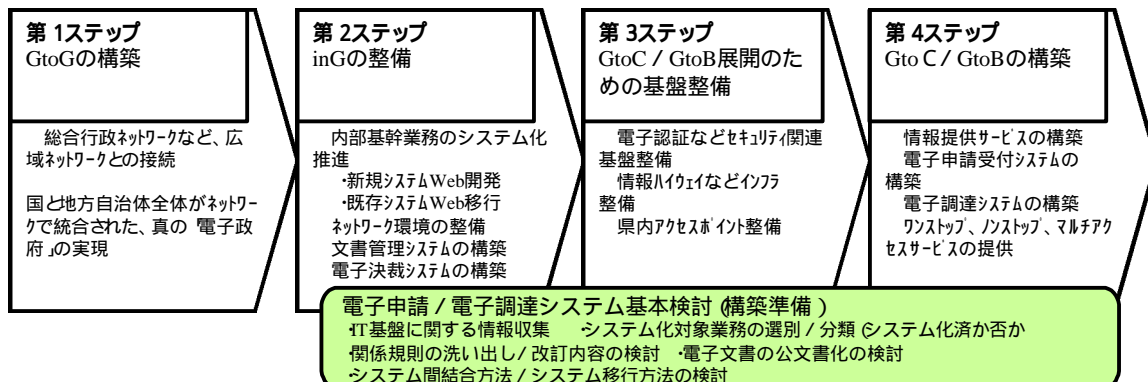 第 1ステップ
GtoGの構築
総合行政ﾈｯﾄﾜｰｸなど、広
域ﾈｯﾄﾜｰｸとの接続
国と地方自治体全体がﾈｯﾄﾜｰ
ｸで統合された、真の「電子政
府」の実現
第 2ステップ
inGの整備
内部基幹業務のシステム化
推進
・新規ｼｽﾃﾑWeb開発
・既存ｼｽﾃﾑWeb移行
ﾈｯﾄﾜｰｸ環境の整備
文書管理ｼｽﾃﾑの構築
電子決裁ｼｽﾃﾑの構築
第 3ステップ
GtoC / GtoB展開のた
めの基盤整備
電子認証などｾｷｭﾘﾃｨ関連
基盤整備
情報ﾊｲｳｪｲなどｲﾝﾌﾗ
整備
県内ｱｸｾｽﾎﾟｲﾝﾄ整備
第 4ステップ
Gto C / GtoBの構築
情報提供ｻｰﾋﾞｽの構築
電子申請受付ｼｽﾃﾑの
構築
電子調達ｼｽﾃﾑの構築
ﾜﾝｽﾄｯﾌﾟ、ﾉﾝｽﾄｯﾌﾟ、ﾏﾙﾁｱｸ
ｾｽｻｰﾋﾞｽの提供
電子申請 / 電子調達システム基本検討 (構築準備 )
・IT基盤に関する情報収集 ・システム化対象業務の選別 / 分類 (システム化済か否か
・関係規則の洗い出し / 改訂内容の検討 ・電子文書の公文書化の検討
・システム間結合方法 / システム移行方法の検討